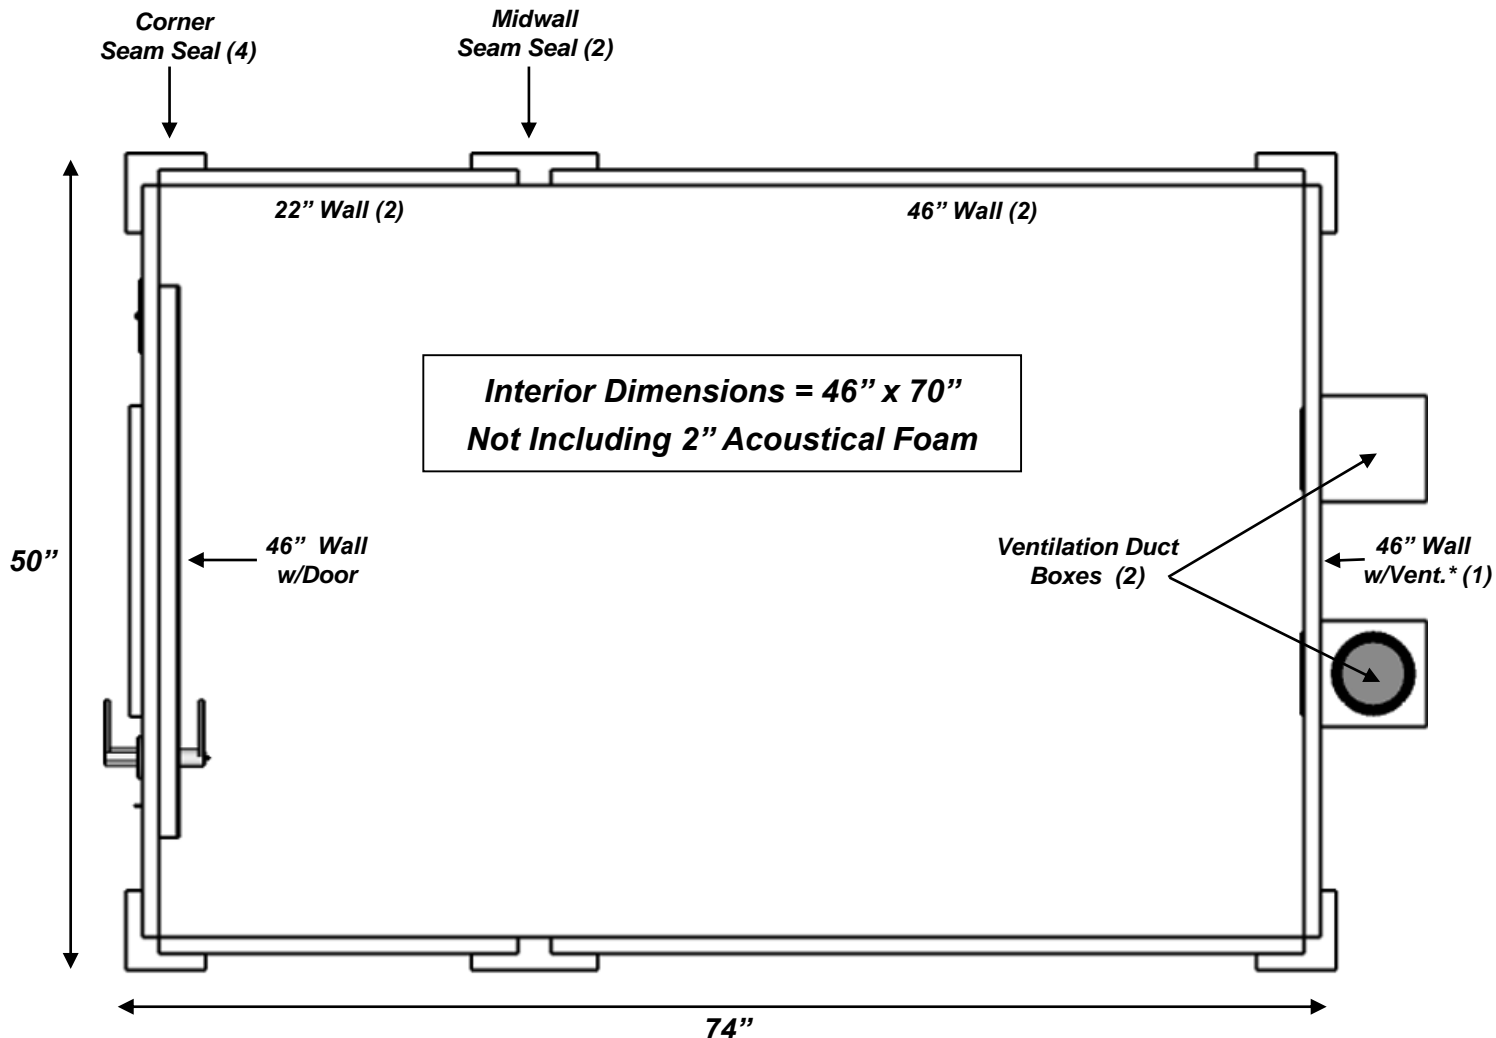 Corner
Seam Seal (4)
Midwall
Seam Seal (2)
22” Wall (2)
46” Wall (2)
Interior Dimensions = 46” x 70”
Not Including 2” Acoustical Foam
50”
46”  Wall
w/Door
Ventilation Duct
Boxes  (2)
46” Wall
w/Vent.* (1)
74”